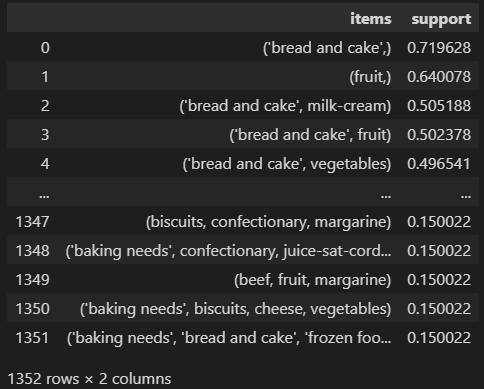 items support
0 ('bread and cake',) 0.719628
1 (fruit,) 0.640078
2 ('bread and cake', milk-cream) 0.505188
3 ('bread and cake', fruit) 0.502378
4 ('bread and cake', vegetables) 0.496541
... ... ...
1347 (biscuits, confectionary, margarine) 0.150022
1348 ('baking needs', confectionary, juice-sat-cord... 0.150022
1349 (beef, fruit, margarine) 0.150022
1350 ('baking needs', biscuits, cheese, vegetables) 0.150022
1351 ('baking needs', 'bread and cake', 'frozen foo... 0.150022
1352 rows × 2 columns